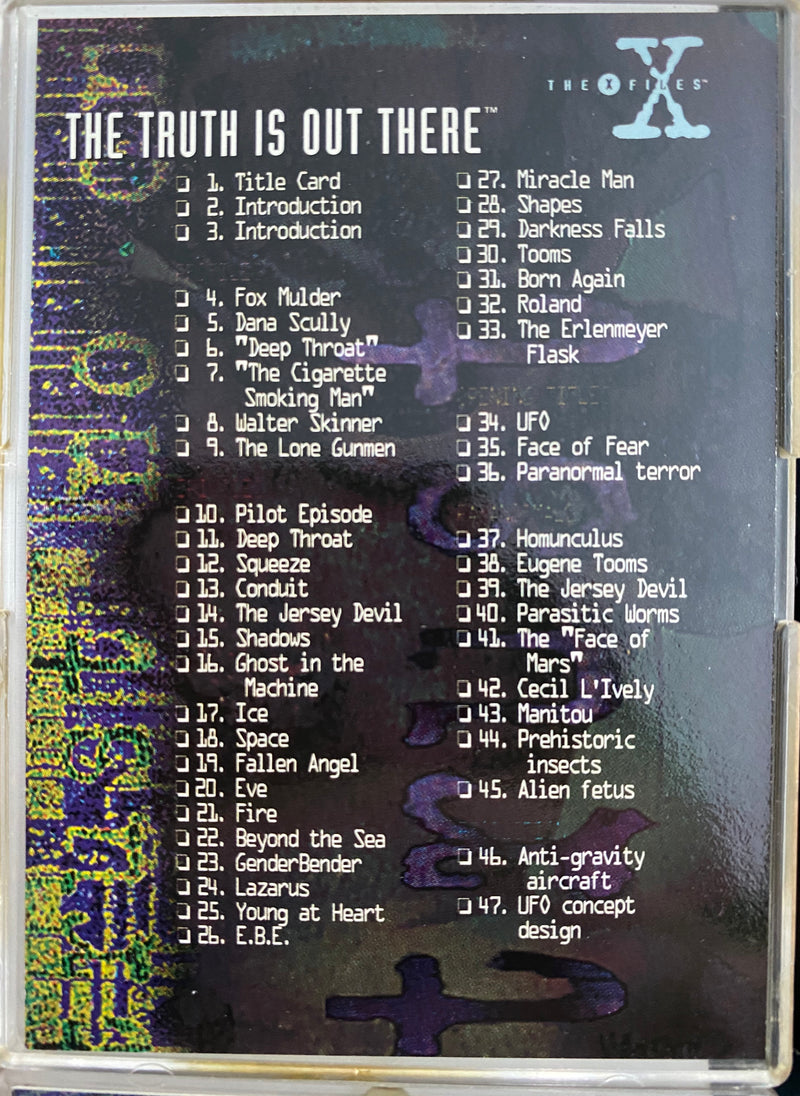 THE X FILES™
THE TRUTH IS OUT THERE™
1. Title Card
2. Introduction
3. Introduction
4. Fox Mulder
5. Dana Scully
6. "Deep Throat"
7. "The Cigarette
Smoking Man"
8. Walter Skinner
9. The Lone Gunmen
10. Pilot Episode
11. Deep Throat
12. Squeeze
13. Conduit
14. The Jersey Devil
15. Shadows
16. Ghost in the
Machine
17. Ice
18. Space
19. Fallen Angel
20. Eve
21. Fire
22. Beyond the Sea
23. GenderBender
24. Lazarus
25. Young at Heart
26. E.B.E.
27. Miracle Man
28. Shapes
29. Darkness Falls
30. Tooms
31. Born Again
32. Roland
33. The Erlenmeyer
Flask
OPENING TITLES
34. UFO
35. Face of Fear
36. Paranormal terror
37. Homunculus
38. Eugene Tooms
39. The Jersey Devil
40. Parasitic Worms
41. The "Face of
Mars"
42. Cecil L'Ively
43. Manitou
44. Prehistoric
insects
45. Alien fetus
46. Anti-gravity
aircraft
47. UFO concept
design